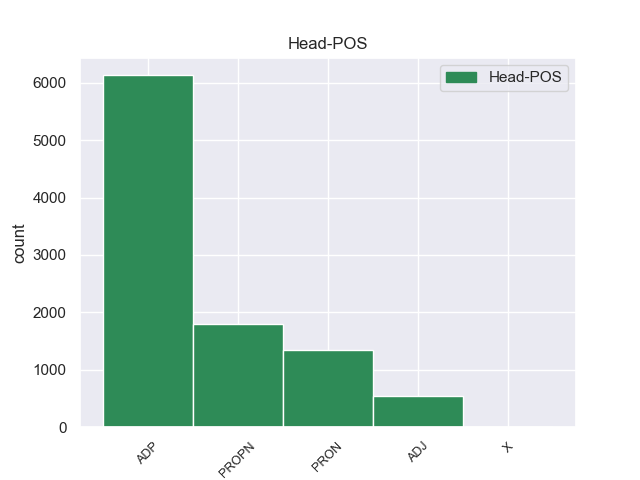 Head-POS
Head-POS
6000
5000
4000
3000
2000
1000
0
count
ADP
PROPN
PRON
ADJ
X